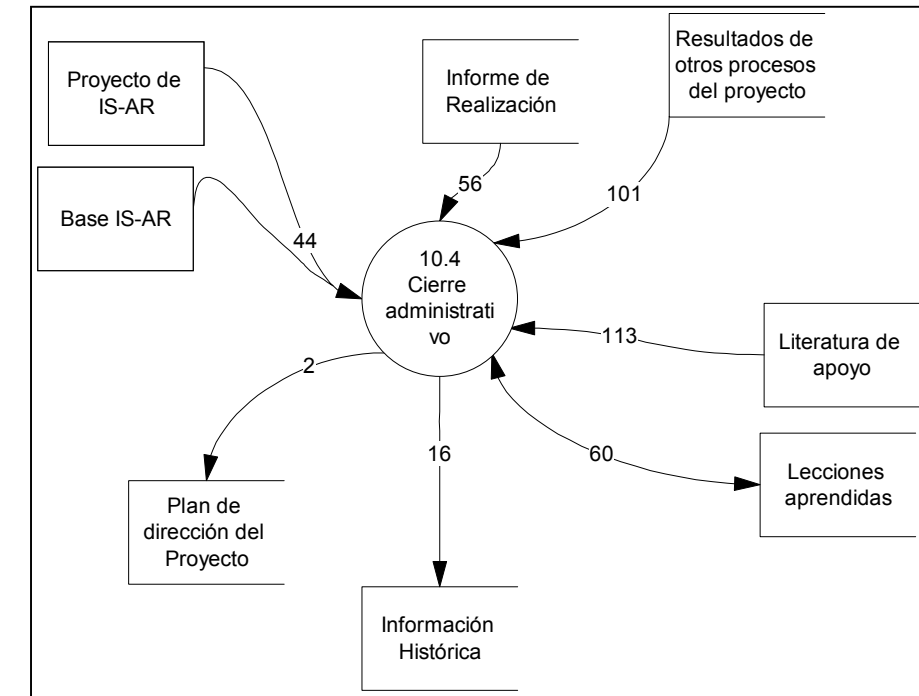 Proyecto de
IS-AR
Informe de
Realización
Resultados de
otros procesos
del proyecto
Base IS-AR
56
101
44
10.4
Cierre
administrati
vo
113
Literatura de
apoyo
2
16
60
Lecciones
aprendidas
Plan de
dirección del
Proyecto
Información
Histórica